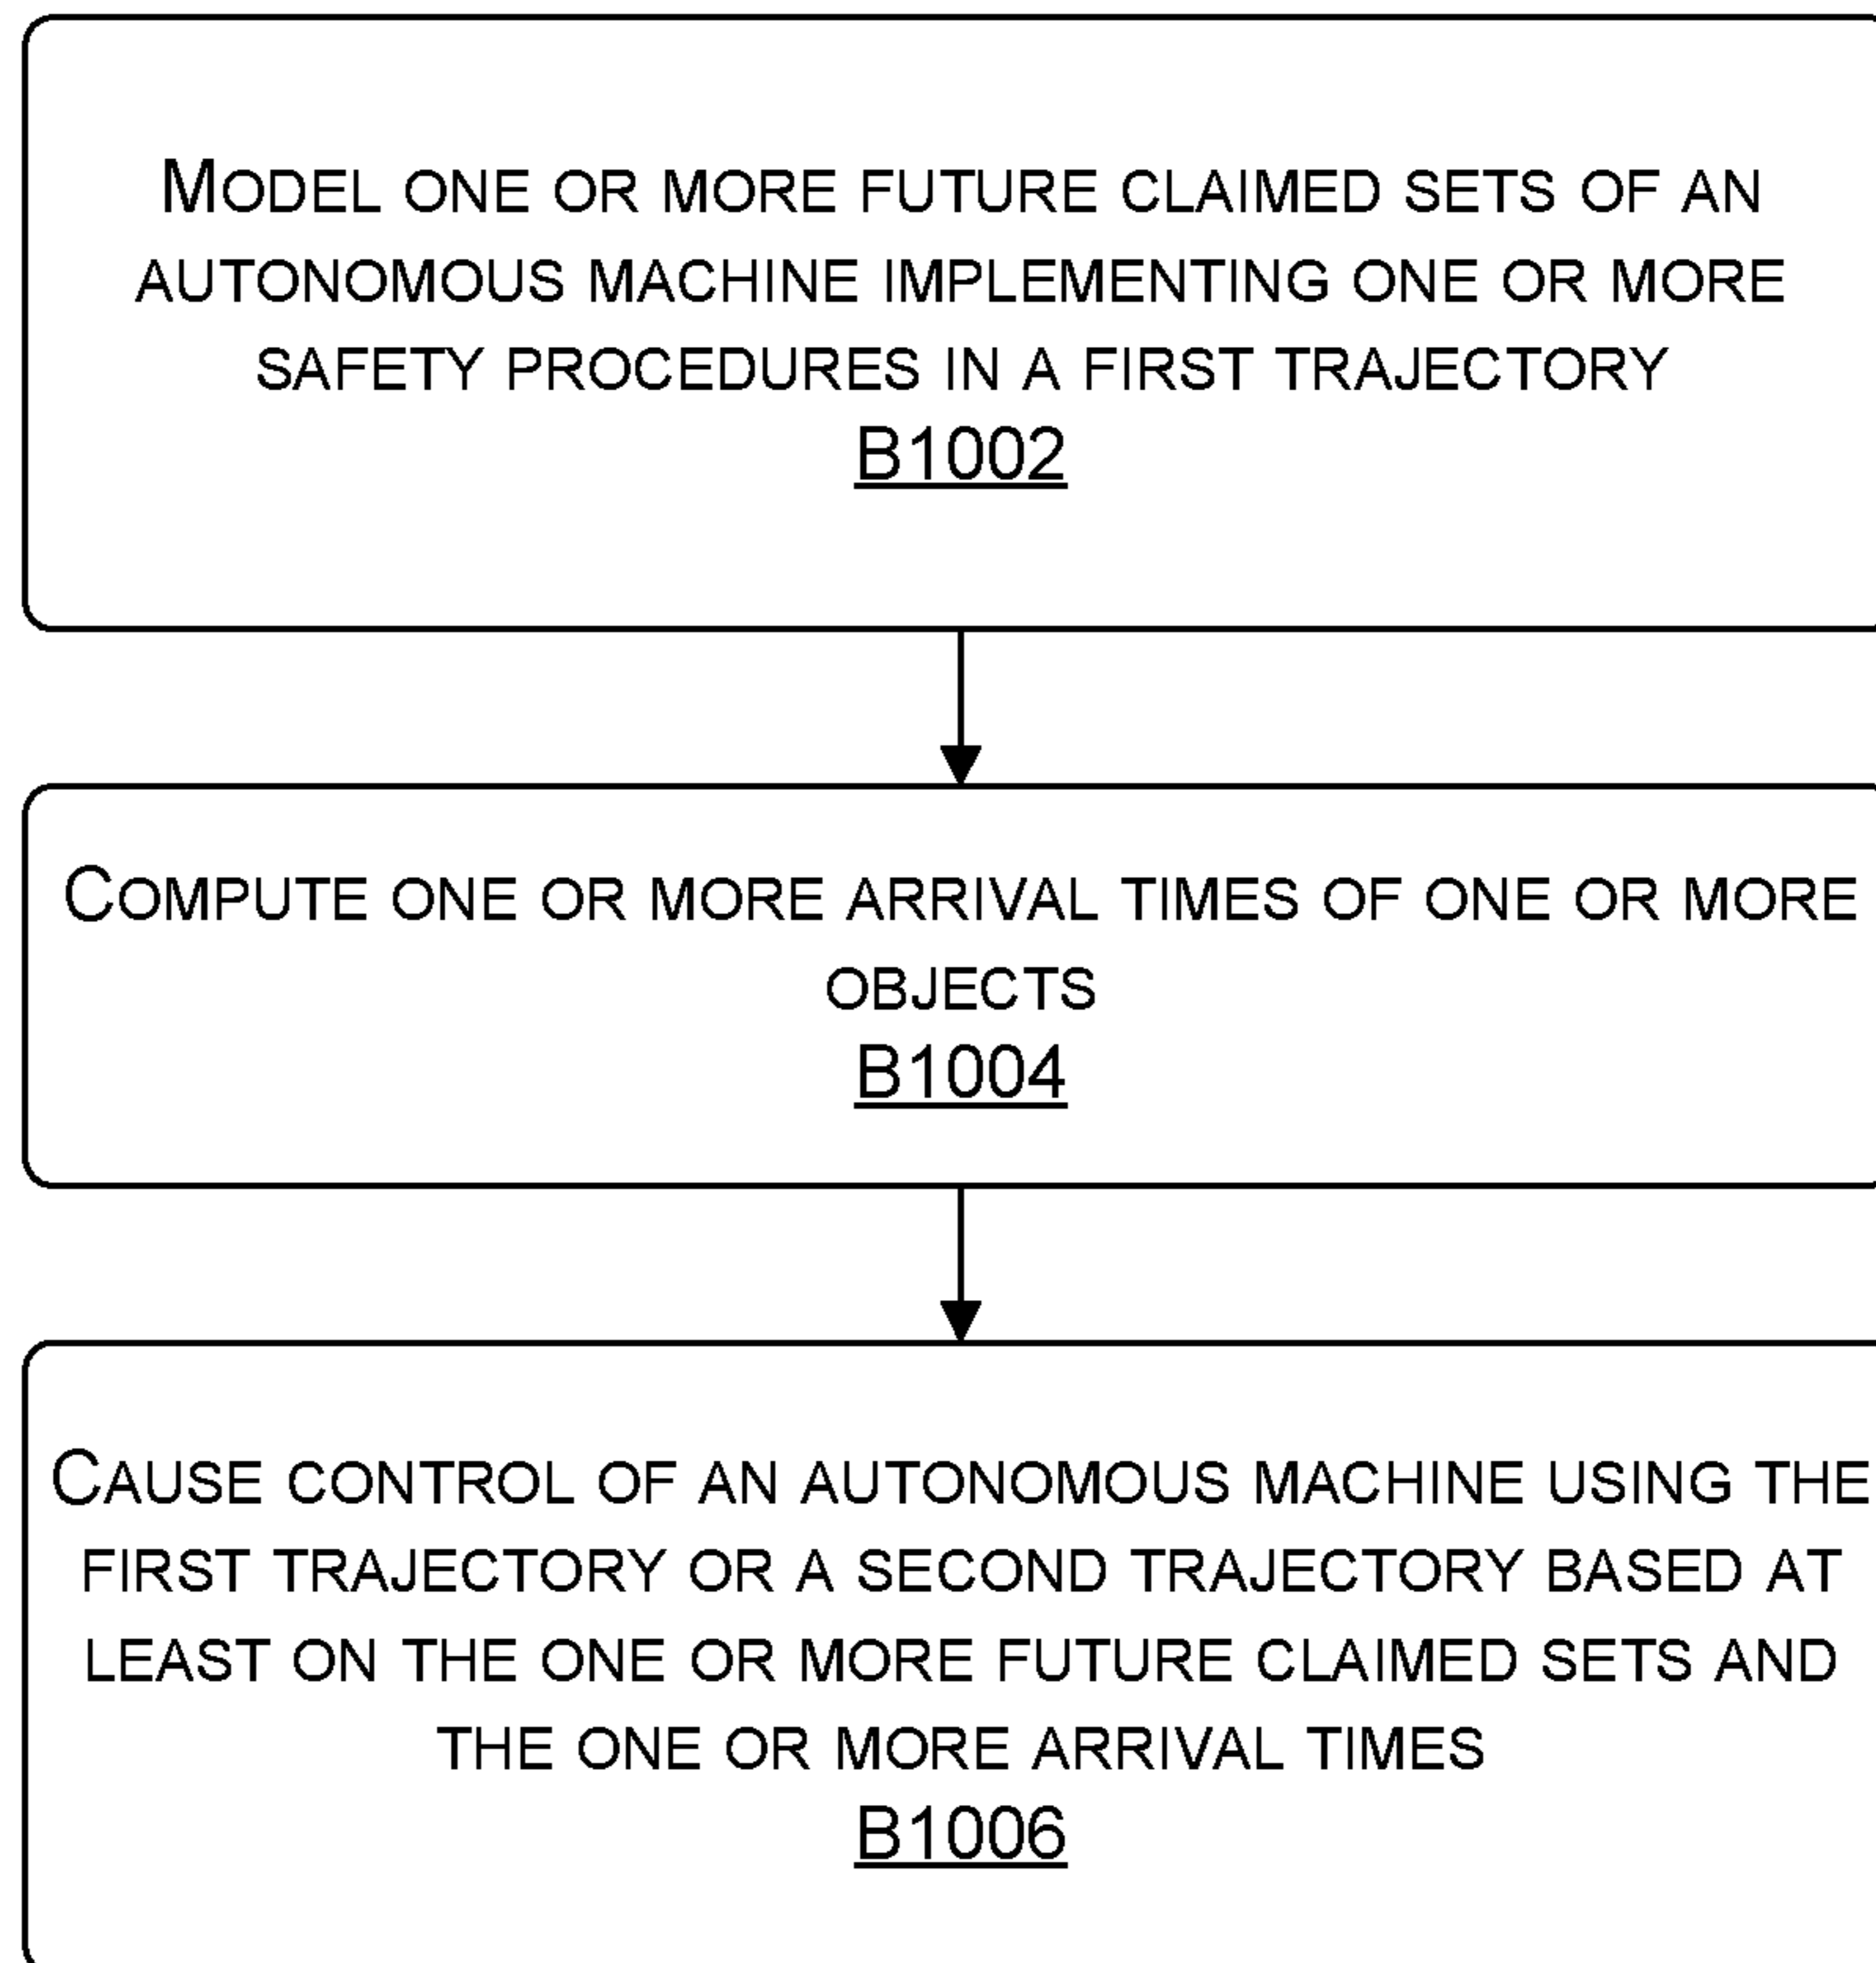 MODEL ONE OR MORE FUTURE CLAIMED SETS OF AN
AUTONOMOUS MACHINE IMPLEMENTING ONE OR MORE
SAFETY PROCEDURES IN A FIRST TRAJECTORY
B1002
COMPUTE ONE OR MORE ARRIVAL TIMES OF ONE OR MORE
OBJECTS
B1004
CAUSE CONTROL OF AN AUTONOMOUS MACHINE USING THE
FIRST TRAJECTORY OR A SECOND TRAJECTORY BASED AT
LEAST ON THE ONE OR MORE FUTURE CLAIMED SETS AND
THE ONE OR MORE ARRIVAL TIMES
B1006